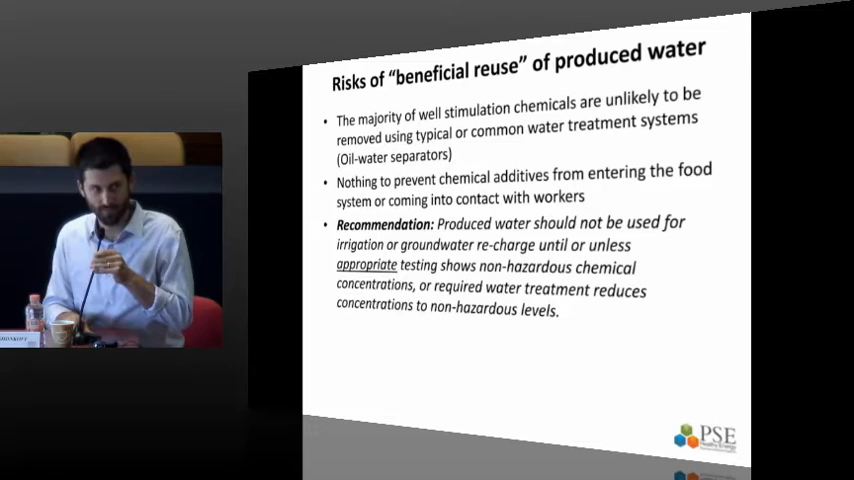 Risks of “beneficial reuse” of produced water
• The majority of well stimulation chemicals are unlikely to be
removed using typical or common water treatment systems
(Oil-water separators)
• Nothing to prevent chemical additives from entering the food
system or coming into contact with workers
• Recommendation: Produced water should not be used for
irrigation or groundwater re-charge until or unless
appropriate testing shows non-hazardous chemical
concentrations, or required water treatment reduces
concentrations to non-hazardous levels.
PSE
Healthy Energy